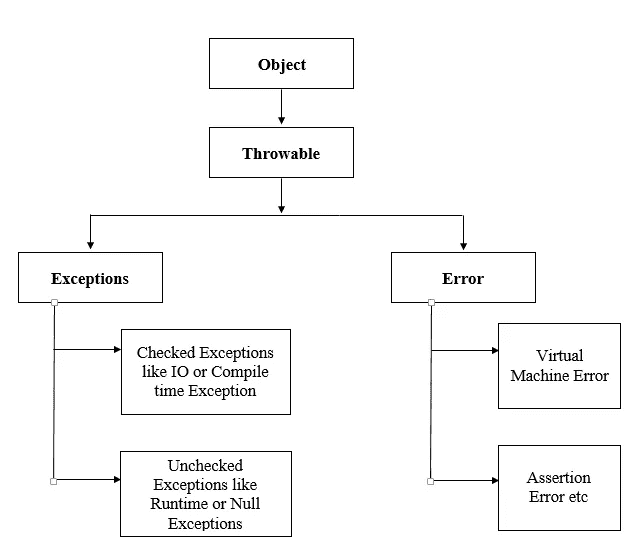 Object
Throwable
Exceptions
Error
Checked Exceptions
like IO or Compile
time Exception
Virtual
Machine Error
Unchecked
Exceptions like
Runtime or Null
Exceptions
Assertion
Error etc